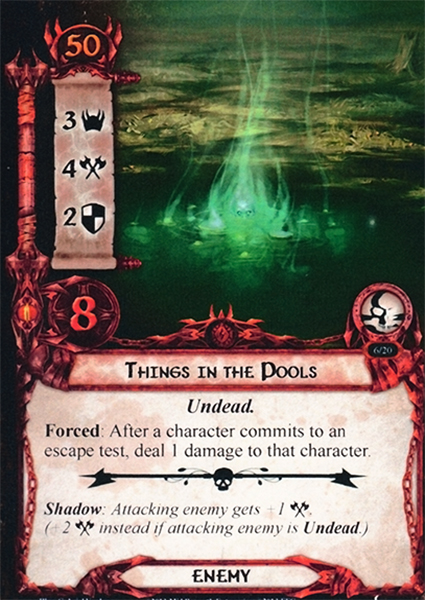 50
3
4
2
8
6/20
Things in the Pools
Undead.
Forced: After a character commits to an
escape test, deal 1 damage to that character.
Shadow: Attacking enemy gets +1
(+2 instead if attacking enemy is Undead.)
ENEMY